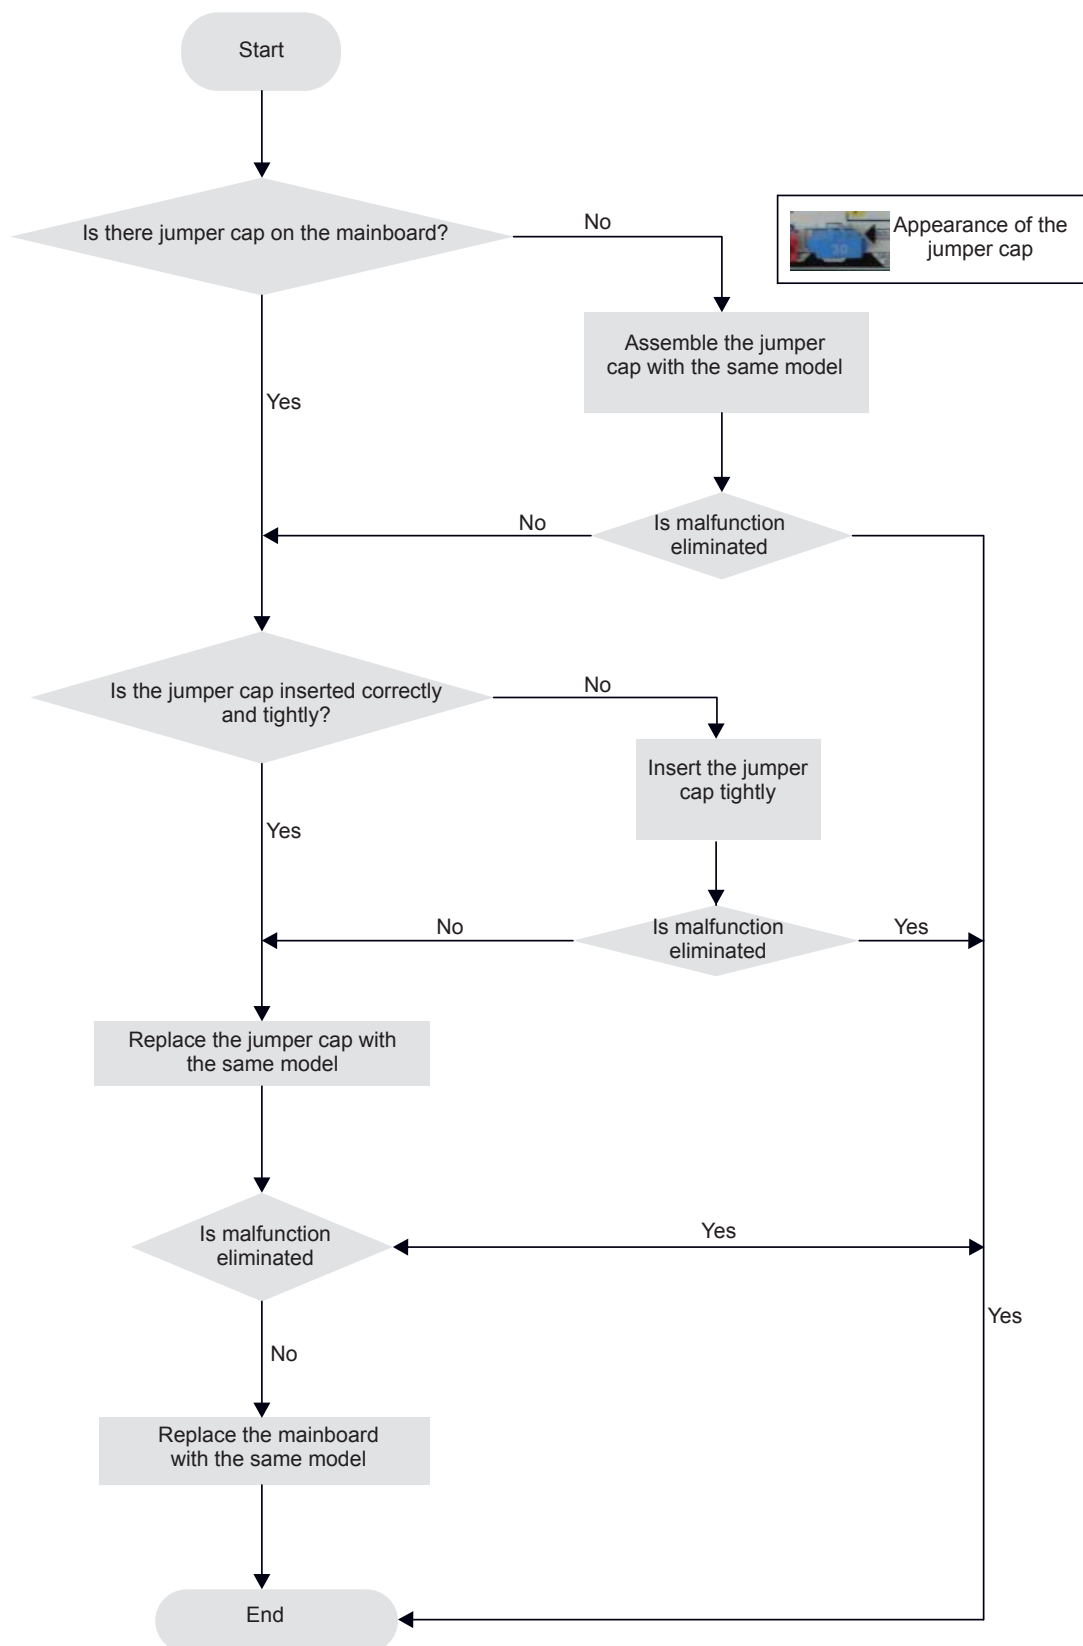 Start
Is there jumper cap on the mainboard?
No
Appearance of the
jumper cap
Assemble the jumper
cap with the same model
Yes
No
Is malfunction
eliminated
Is the jumper cap inserted correctly
and tightly?
No
Insert the jumper
cap tightly
Yes
No
Is malfunction
eliminated
Yes
Replace the jumper cap with
the same model
Is malfunction
eliminated
Yes
Yes
No
Replace the mainboard
with the same model
End